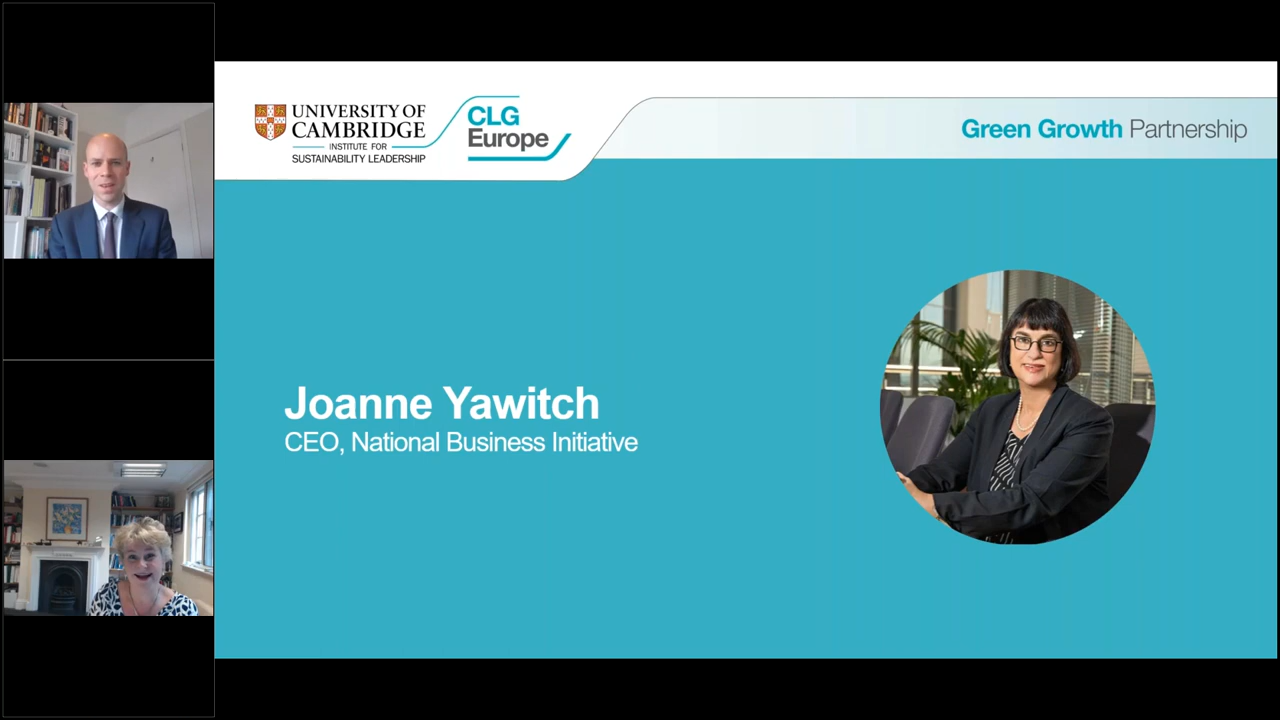 UNIVERSITY OF
CAMBRIDGE
INSTITUTE FOR
SUSTAINABILITY LEADERSHIP
CLG
Europe
Green Growth Partnership
Joanne Yawitch
CEO, National Business Initiative